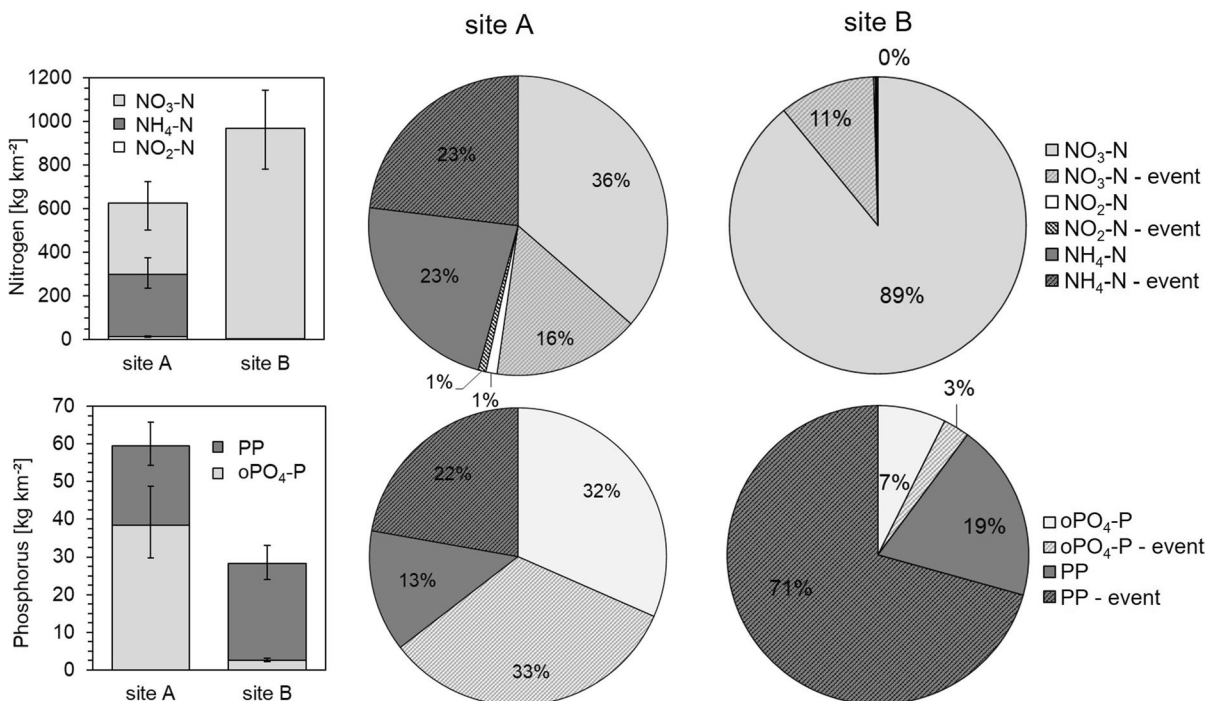 site A
site B
1200
1000
800
600
400
200
0
Nitrogen [kg km⁻²]
NO₃-N
NH₄-N
NO₂-N
site A
site B
36%
16%
1%
1%
23%
23%
0%
11%
89%
NO₃-N
NO₃-N - event
NO₂-N
NO₂-N - event
NH₄-N
NH₄-N - event
70
60
50
40
30
20
10
0
Phosphorus [kg km⁻²]
PP
oPO₄-P
site A
site B
32%
33%
13%
22%
7%
3%
19%
71%
oPO₄-P
oPO₄-P - event
PP
PP - event